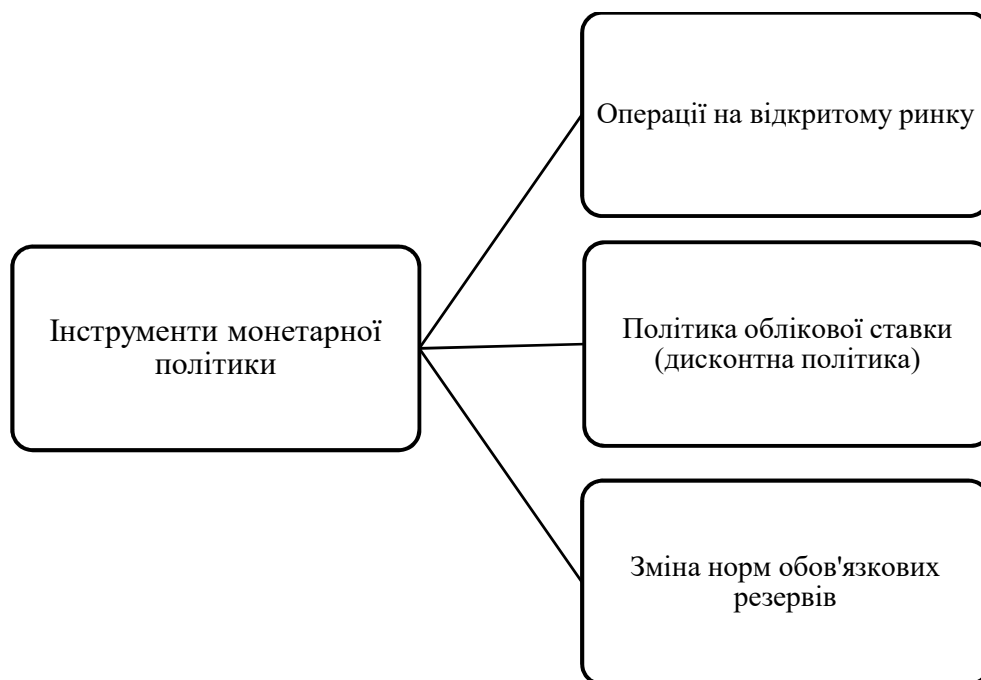 Операції на відкритому ринку
Інструменти монетарної
політики
Політика облікової ставки
(дисконтна політика)
Зміна норм обов'язкових
резервів